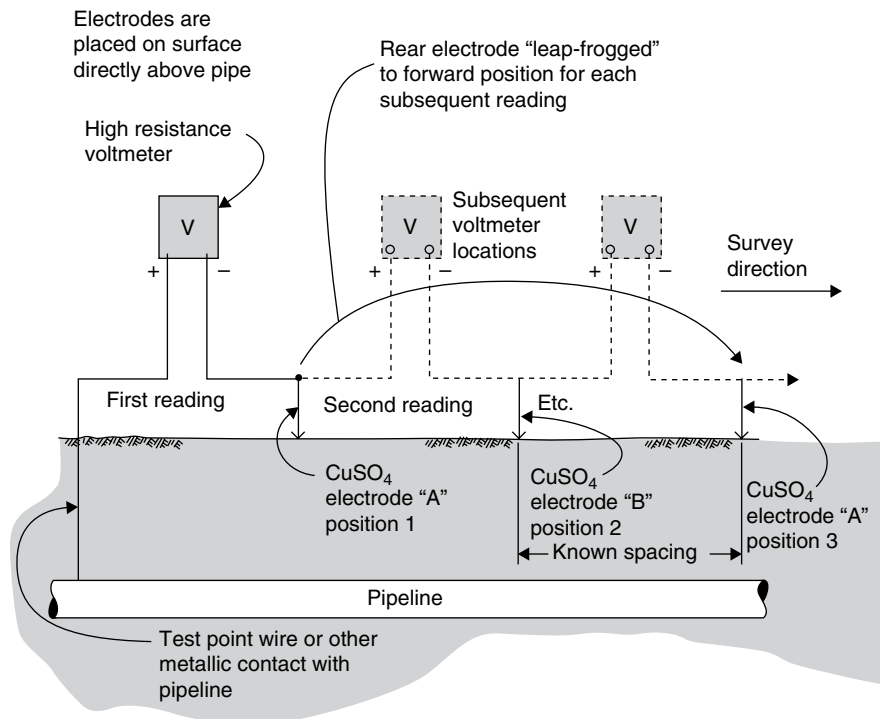 Electrodes are
placed on surface
directly above pipe
Rear electrode “leap-frogged”
to forward position for each
subsequent reading
High resistance
voltmeter
V
V
Subsequent
voltmeter
locations
V
Survey
direction
+
–
+
–
+
–
First reading
Second reading
Etc.
CuSO₄
electrode “A”
position 1
CuSO₄
electrode “B”
position 2
CuSO₄
electrode “A”
position 3
Known spacing
Pipeline
Test point wire or other
metallic contact with
pipeline